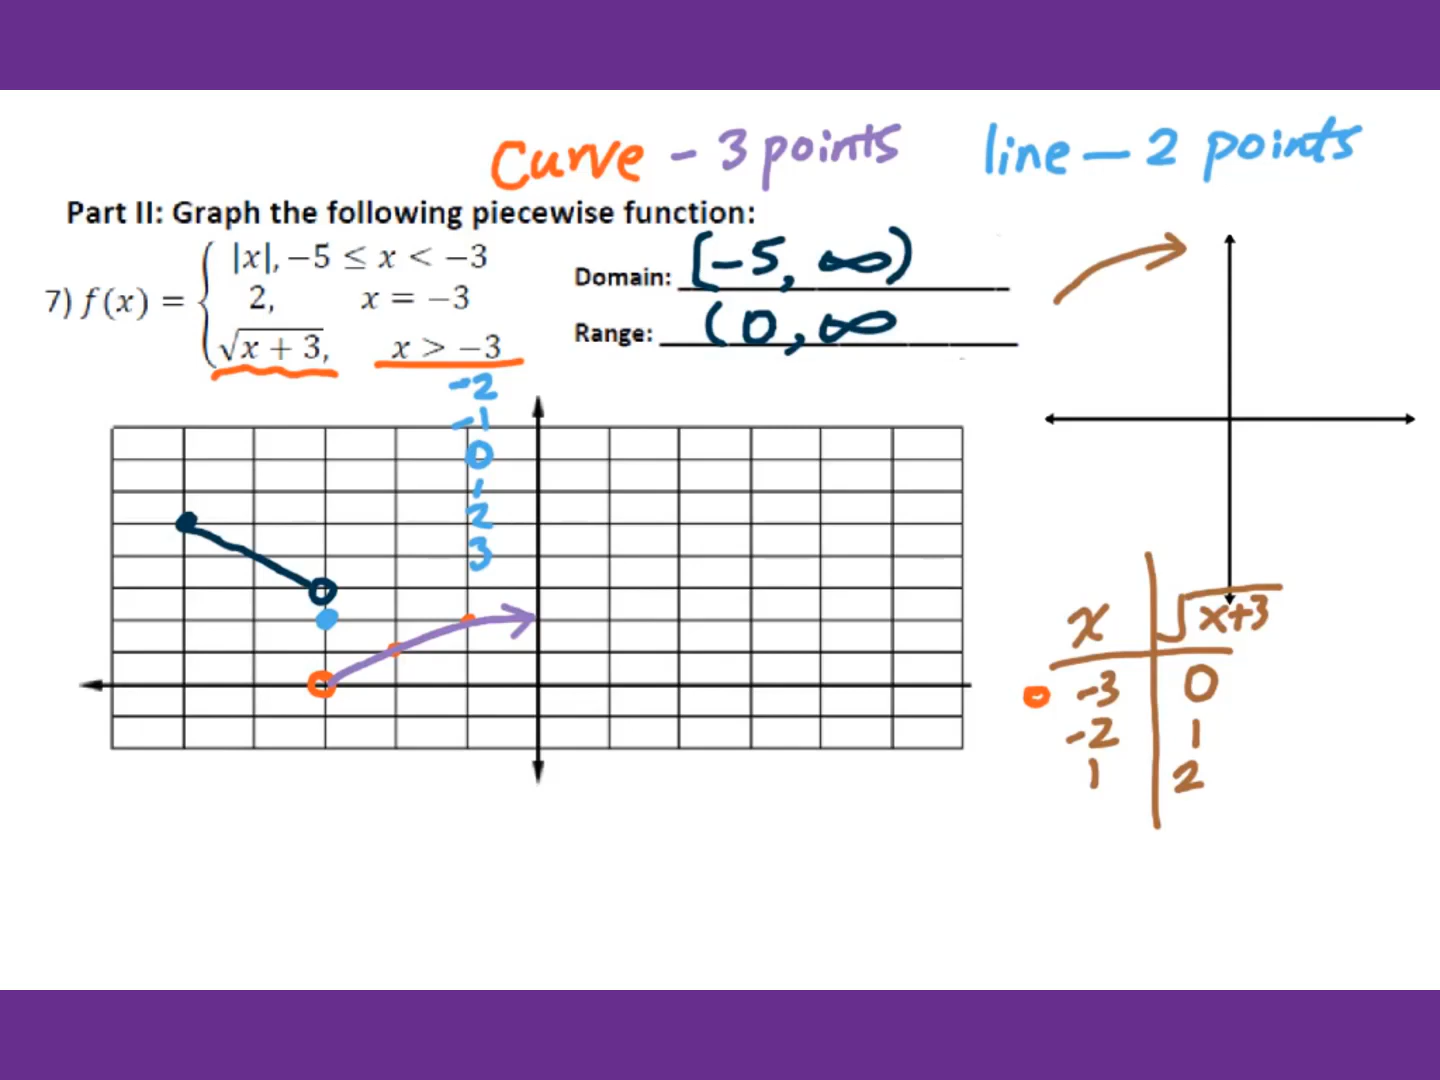 Curve - 3 points line - 2 points
Part II: Graph the following piecewise function:
7) f(x) = { |x|, -5 ≤ x < -3
2, x = -3
√x + 3, x > -3
Domain: [-5, ∞)
Range: (0, ∞
-2
-1
0
1
2
3
x √x+3
-3 0
-2 1
1 2